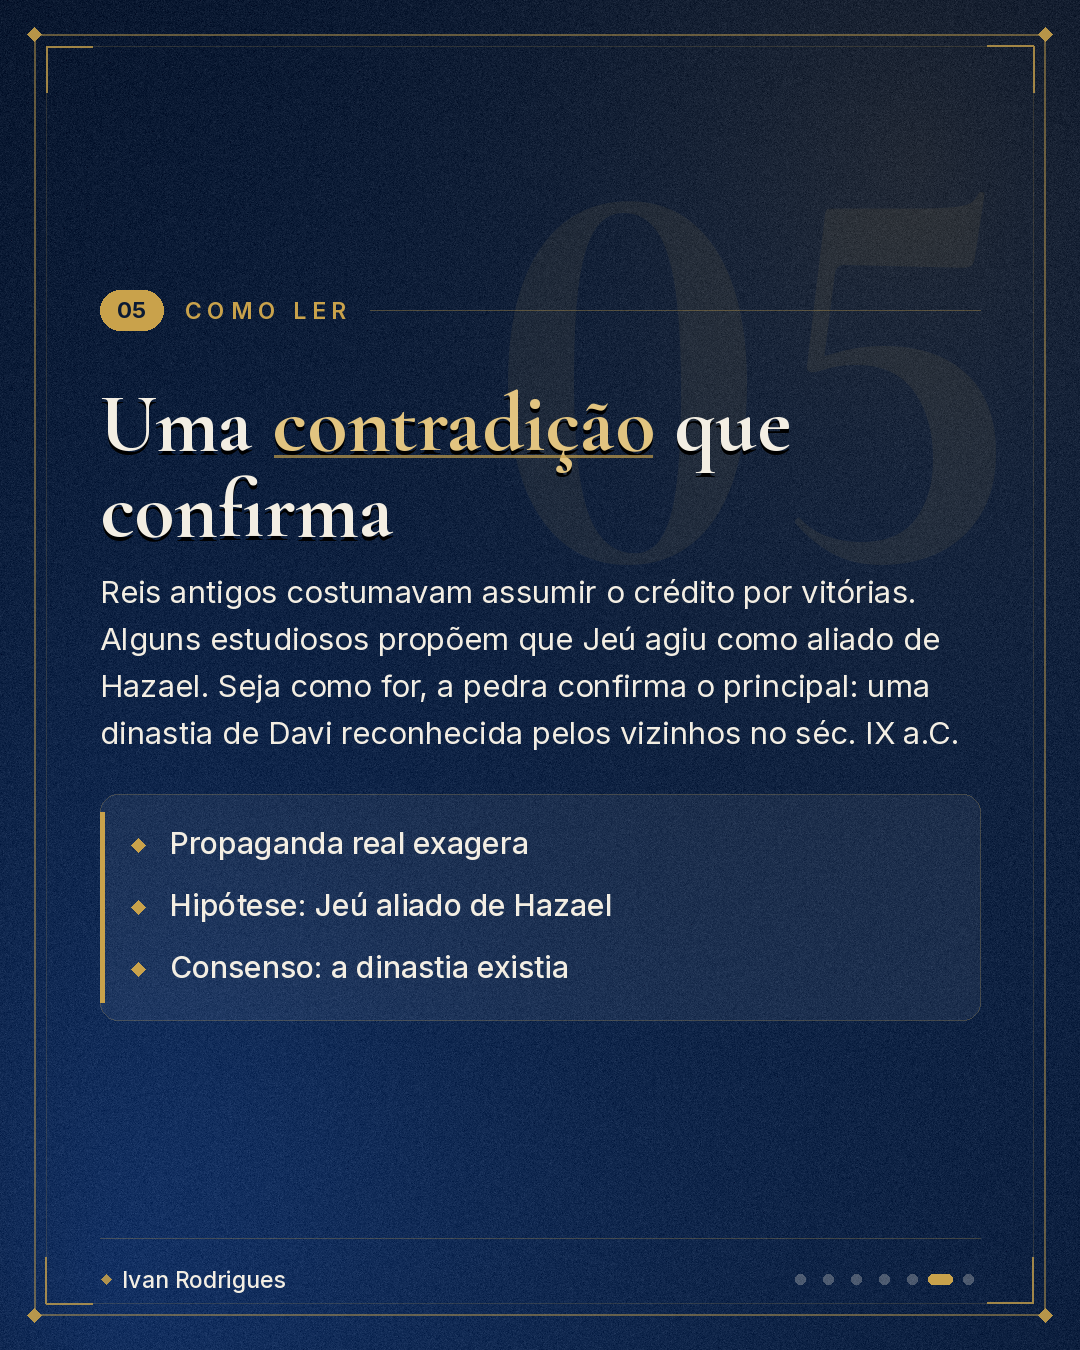 05
05 COMO LER
Uma contradição que
confirma
Reis antigos costumavam assumir o crédito por vitórias.
Alguns estudiosos propõem que Jeú agiu como aliado de
Hazael. Seja como for, a pedra confirma o principal: uma
dinastia de Davi reconhecida pelos vizinhos no séc. IX a.C.
Propaganda real exagera
Hipótese: Jeú aliado de Hazael
Consenso: a dinastia existia
Ivan Rodrigues